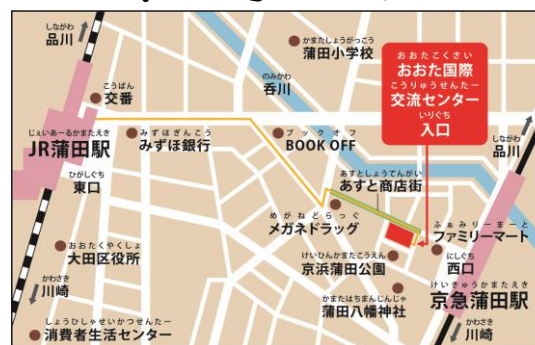 しながわ
品川
こうばん
交番
じぇいあーるかまたえき
JR蒲田駅
ひがしぐち
東口
みずほぎんこう
みずほ銀行
かまたしょうがっこう
蒲田小学校
のみかわ
呑川
ブックオフ
BOOK OFF
おおたこくさい
おおた国際
こうりゅうせんたー
交流センター
いりぐち
入口
しながわ
品川
あすとしょうてんがい
あすと商店街
めがねどらっぐ
メガネドラッグ
ふぁみりーまーと
ファミリーマート
おおたくやくしょ
大田区役所
けいひんかまたこうえん
京浜蒲田公園
にしぐち
西口
かわさき
川崎
かまたはちまんじんじゃ
蒲田八幡神社
けいきゅうかまたえき
京急蒲田駅
しょうひしゃせいかつせんたー
消費者生活センター
かわさき
川崎